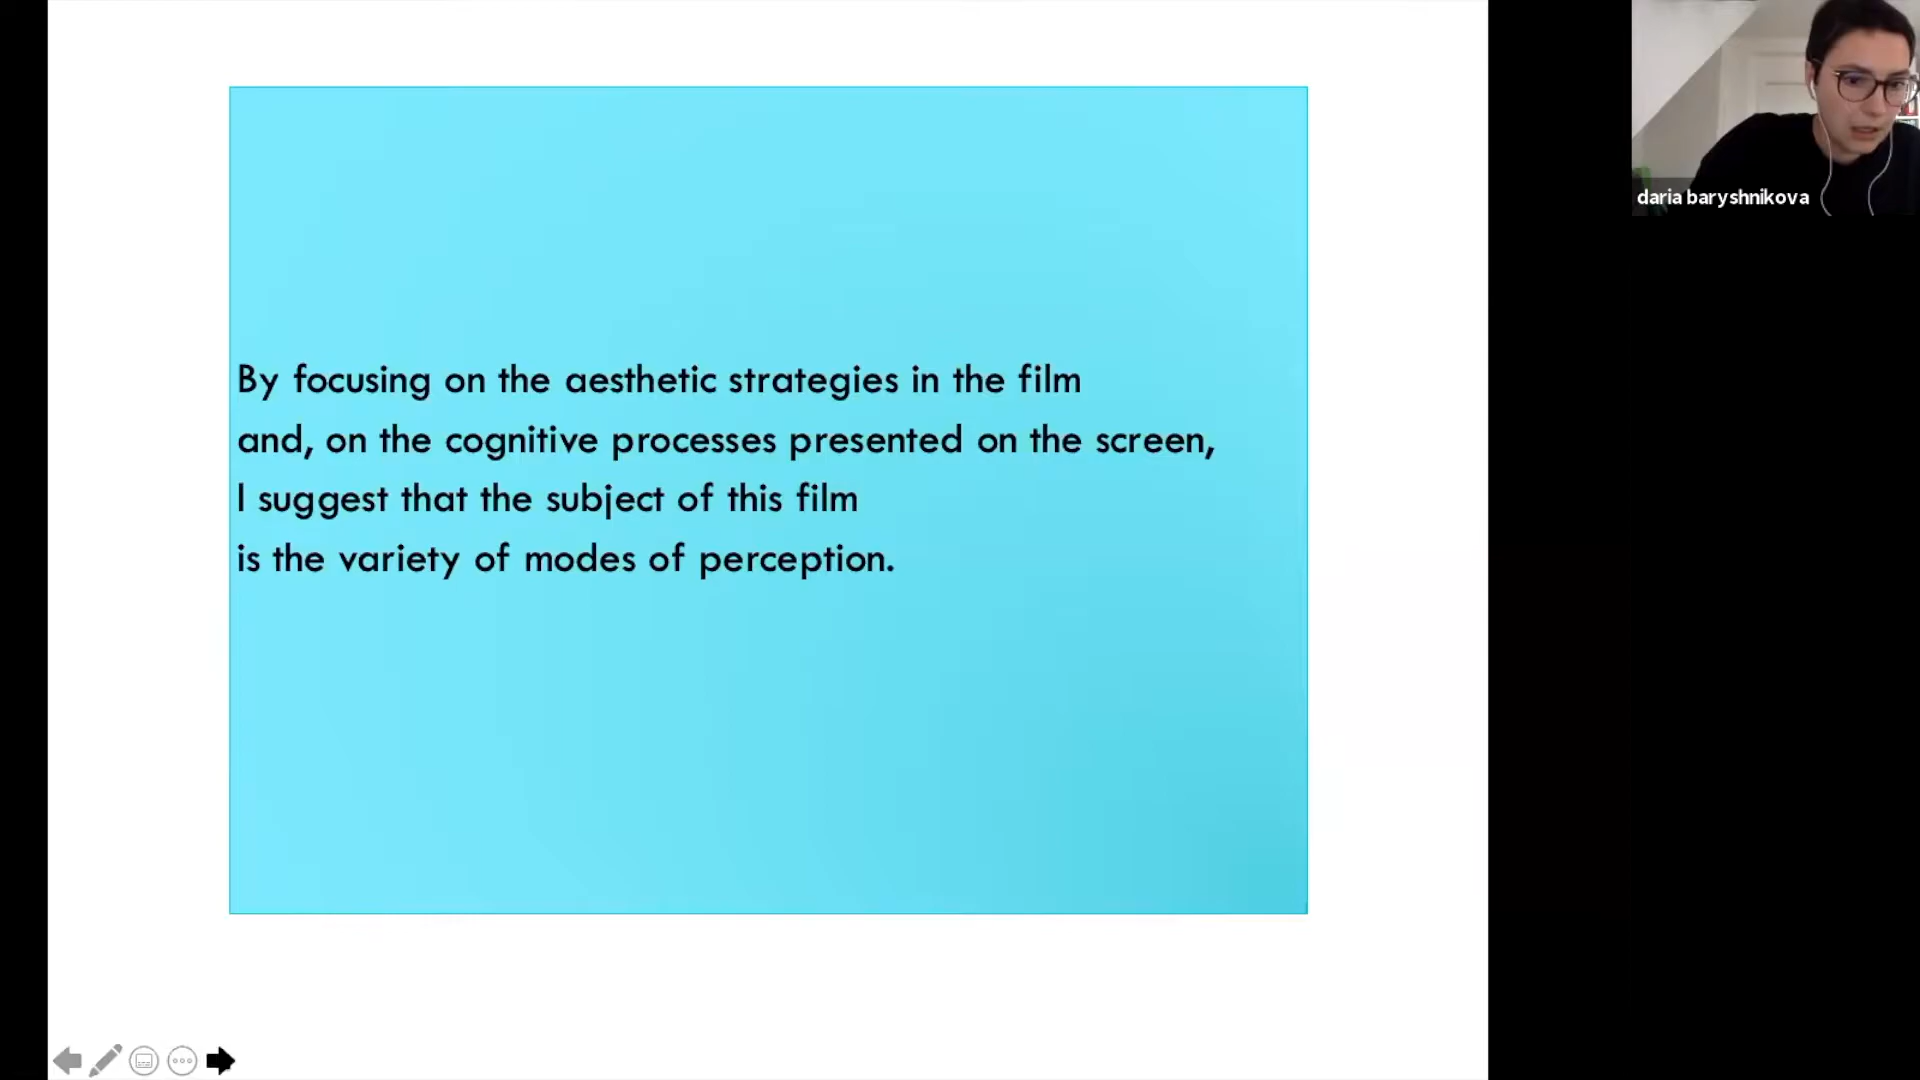 By focusing on the aesthetic strategies in the film
and, on the cognitive processes presented on the screen,
I suggest that the subject of this film
is the variety of modes of perception.
daria baryshnikova